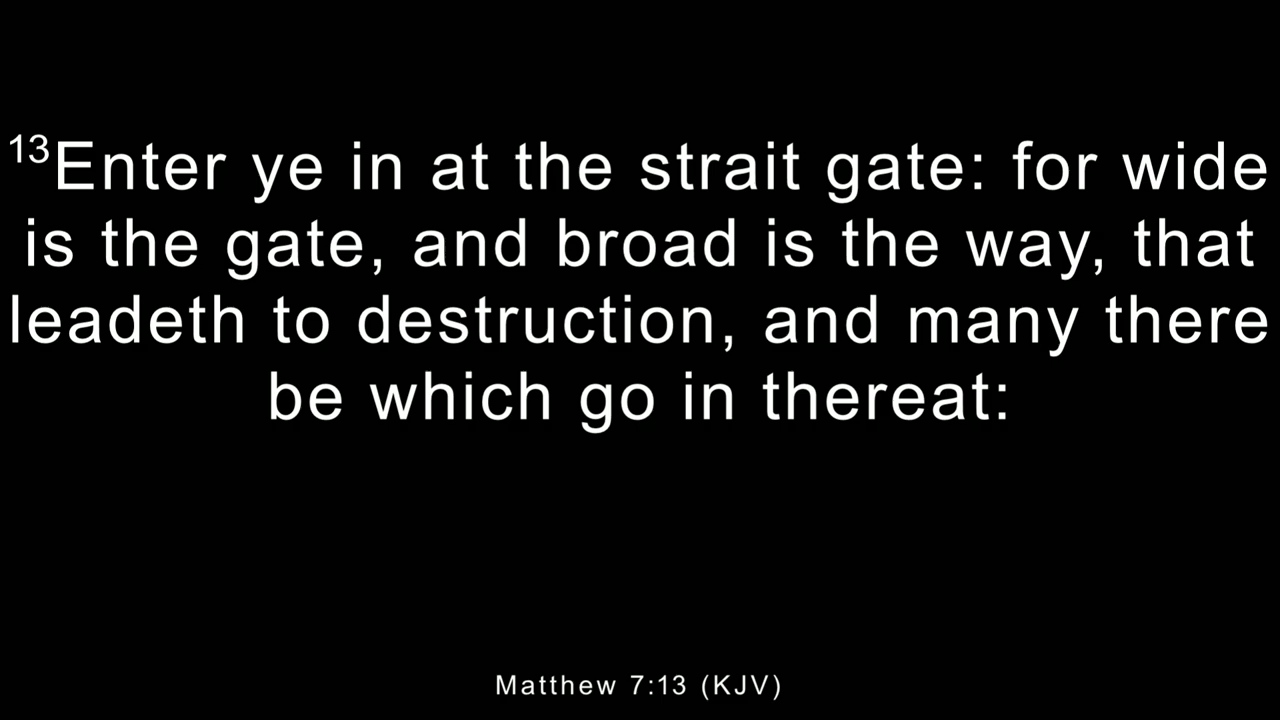 13Enter ye in at the strait gate: for wide
is the gate, and broad is the way, that
leadeth to destruction, and many there
be which go in thereat:
Matthew 7:13 (KJV)